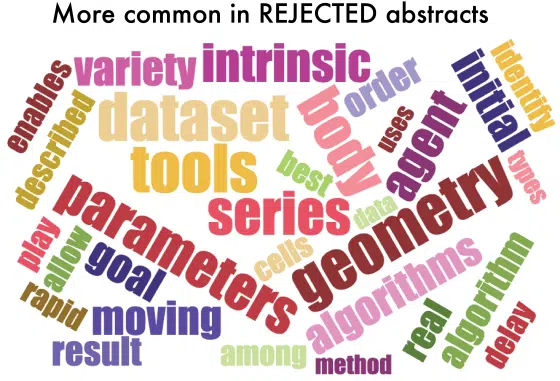 More common in REJECTED abstracts
enables
variety
intrinsic
order
identify
initial
described
dataset
body
uses
agent
types
tools
best
series
data
geometry
parameters
play
allow
goal
cells
algorithms
rapid
moving
real
algorithm
delay
result
among
method